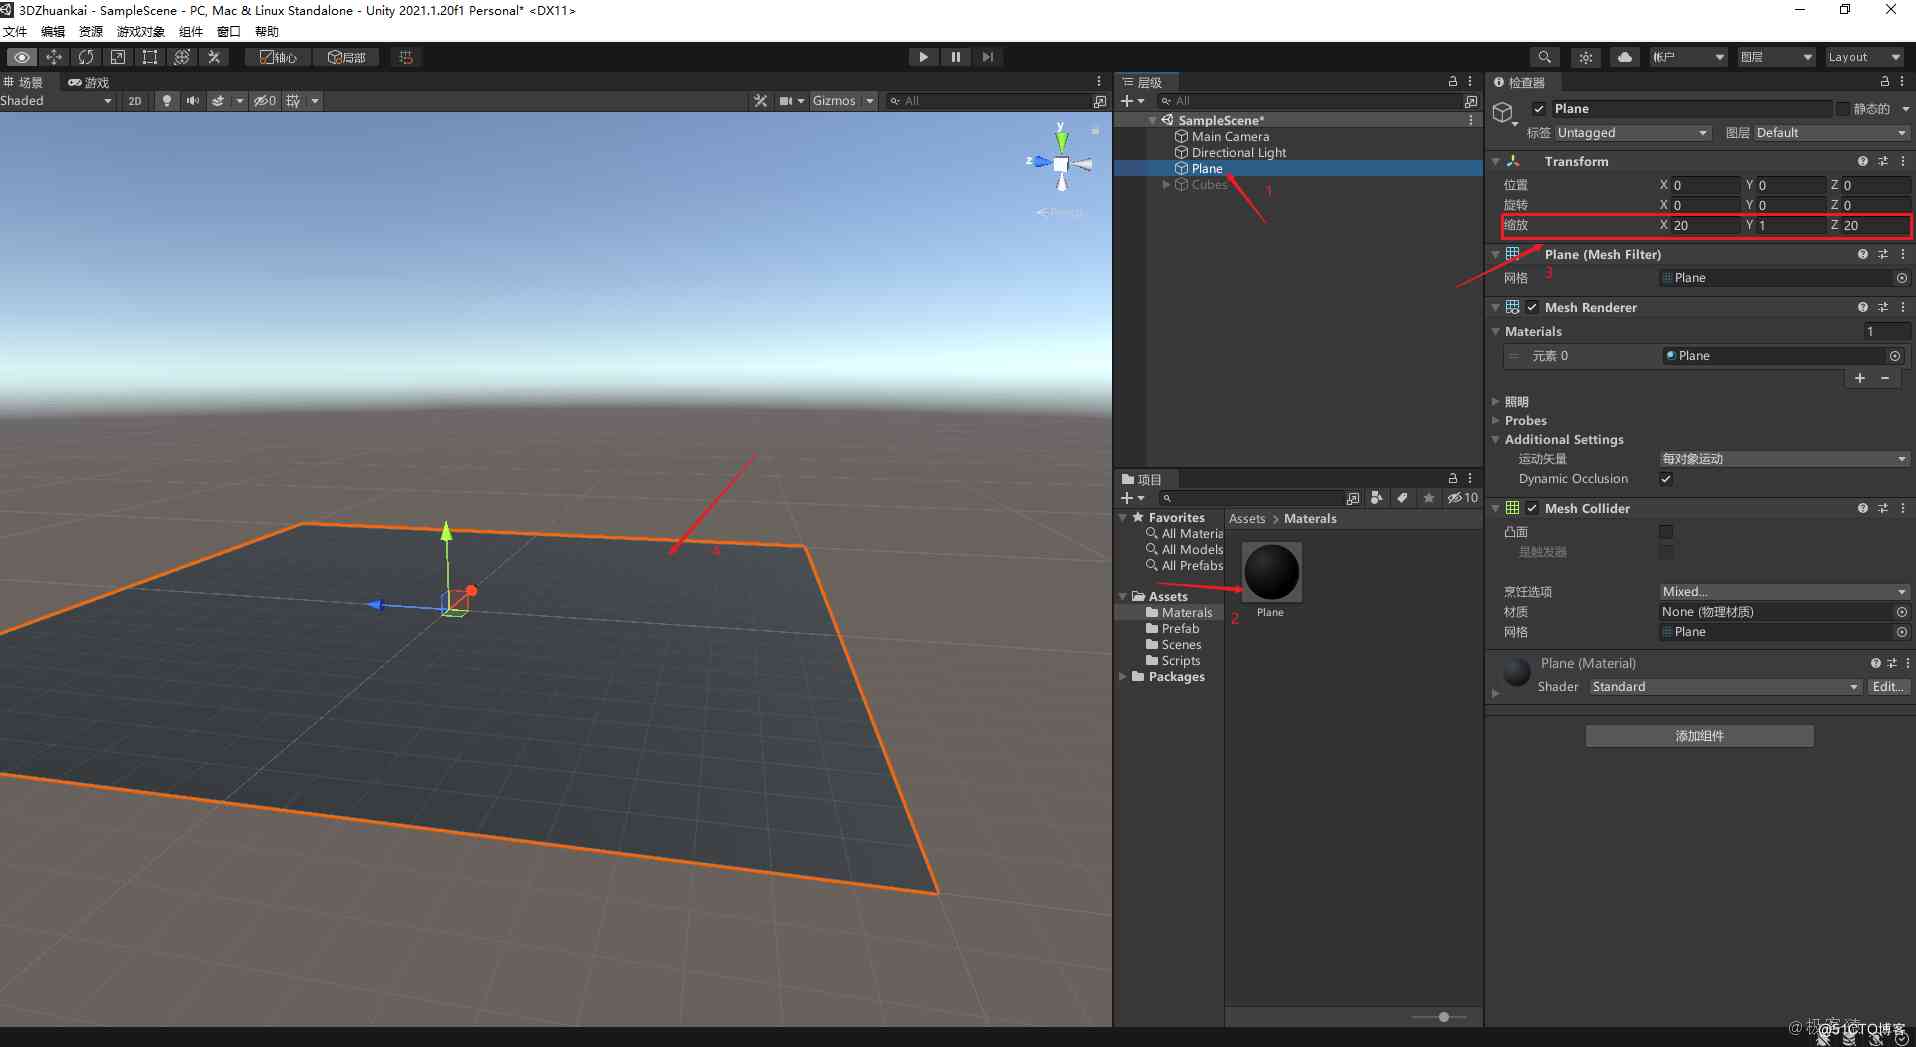 3DZhuankai - SampleScene - PC, Mac & Linux Standalone - Unity 2021.1.20f1 Personal* <DX11>
文件 编辑 资源 游戏对象 组件 窗口 帮助
轴心 局部 帐户 图层 Layout
场景 游戏
Shaded 2D 0 Gizmos All
y
z
Persp
层级
All
SampleScene*
Main Camera
Directional Light
Plane
Cubes
1
4
项目
10
Favorites
All Materia
All Models
All Prefabs
Assets
Materals
Prefab
Scenes
Scripts
Packages
Assets > Materals
2
Plane
检查器
Plane 静态的
标签 Untagged 图层 Default
Transform
位置 X 0 Y 0 Z 0
旋转 X 0 Y 0 Z 0
缩放 X 20 Y 1 Z 20
Plane (Mesh Filter)
3
网格 Plane
Mesh Renderer
Materials 1
元素 0 Plane
+ −
照明
Probes
Additional Settings
运动矢量 每对象运动
Dynamic Occlusion
Mesh Collider
凸面
是触发器
烹饪选项 Mixed...
材质 None (物理材质)
网格 Plane
Plane (Material)
Shader Standard Edit...
添加组件
@51CTO博客